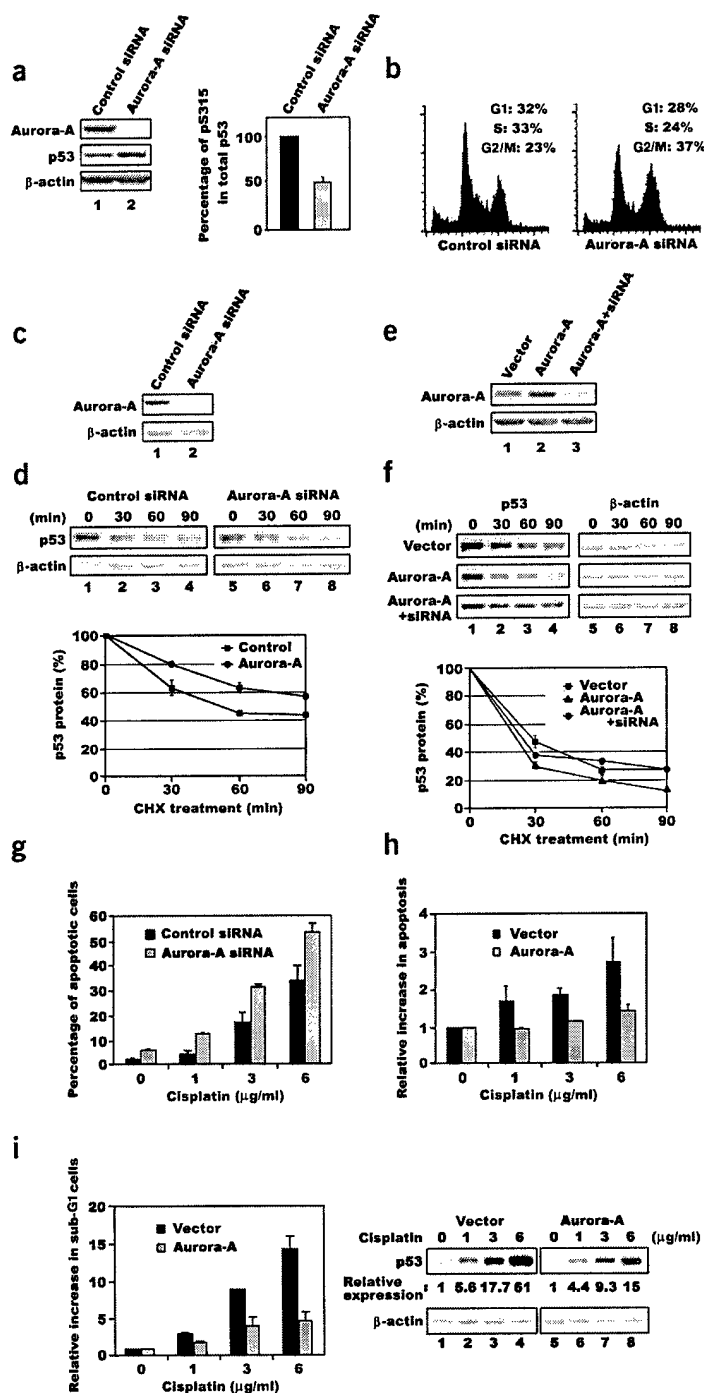 a
Control siRNA
Aurora-A siRNA
Aurora-A
p53
β-actin
1 2
Control siRNA
Aurora-A siRNA
Percentage of pS315
in total p53
100
50
0
b
G1: 32%
S: 33%
G2/M: 23%
Control siRNA
G1: 28%
S: 24%
G2/M: 37%
Aurora-A siRNA
c
Control siRNA
Aurora-A siRNA
Aurora-A
β-actin
1 2
e
Vector
Aurora-A
Aurora-A+siRNA
Aurora-A
β-actin
1 2 3
d
Control siRNA Aurora-A siRNA
(min) 0 30 60 90 0 30 60 90
p53
β-actin
1 2 3 4 5 6 7 8
p53 protein (%)
100
80
60
40
20
0
Control
Aurora-A
0 30 60 90
CHX treatment (min)
f
p53 β-actin
(min) 0 30 60 90 0 30 60 90
Vector
Aurora-A
Aurora-A
+siRNA
1 2 3 4 5 6 7 8
p53 protein (%)
100
80
60
40
20
0
Vector
Aurora-A
Aurora-A
+siRNA
0 30 60 90
CHX treatment (min)
g
Percentage of apoptotic cells
60
50
40
30
20
10
0
Control siRNA
Aurora-A siRNA
0 1 3 6
Cisplatin (μg/ml)
h
Relative increase in apoptosis
4
3
2
1
0
Vector
Aurora-A
0 1 3 6
Cisplatin (μg/ml)
i
Relative increase in sub-G1 cells
20
15
10
5
0
Vector
Aurora-A
0 1 3 6
Cisplatin (μg/ml)
Vector Aurora-A
Cisplatin 0 1 3 6 0 1 3 6 (μg/ml)
p53
Relative
expression
1 5.6 17.7 51 1 4.4 9.3 15
β-actin
1 2 3 4 5 6 7 8